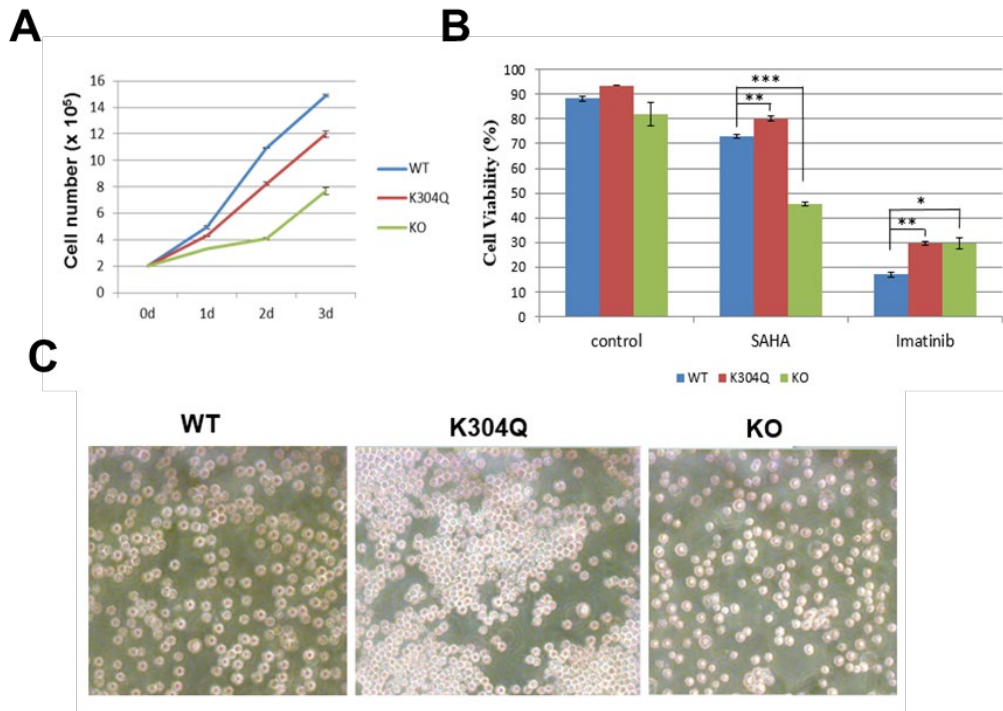 A
Cell number (x 10⁵)
16
14
12
10
8
6
4
2
0
0d 1d 2d 3d
WT
K304Q
KO
B
Cell Viability (%)
100
90
80
70
60
50
40
30
20
10
0
***
**
*
**
control SAHA Imatinib
WT K304Q KO
C
WT K304Q KO